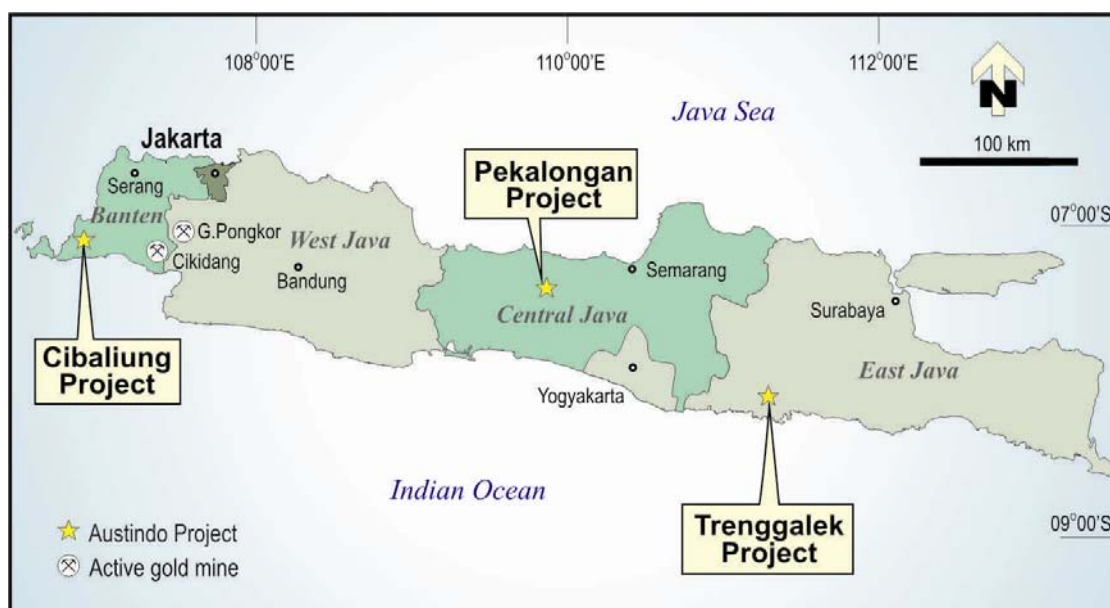 108°00'E
110°00'E
112°00'E
N
100 km
Java Sea
Jakarta
Serang
Banten
G.Pongkor
Cikidang
West Java
Bandung
Pekalongan
Project
07°00'S
Semarang
Central Java
Surabaya
Cibaliung
Project
Yogyakarta
East Java
Indian Ocean
Trenggalek
Project
09°00'S
Austindo Project
Active gold mine